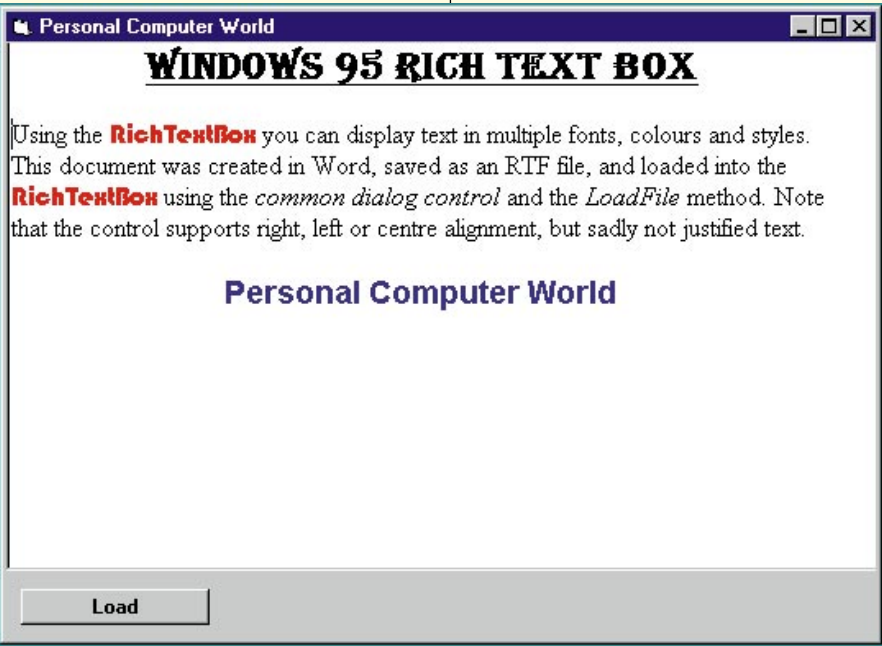 Personal Computer World
WINDOWS 95 RICH TEXT BOX
Using the RichTextBox you can display text in multiple fonts, colours and styles.
This document was created in Word, saved as an RTF file, and loaded into the
RichTextBox using the common dialog control and the LoadFile method. Note
that the control supports right, left or centre alignment, but sadly not justified text.
Personal Computer World
Load